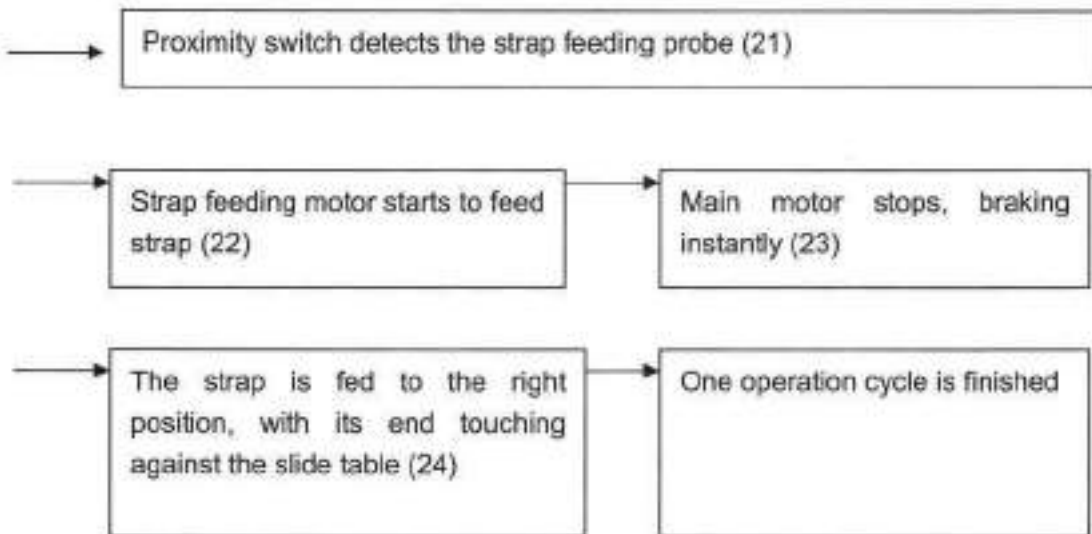 Proximity switch detects the strap feeding probe (21)
Strap feeding motor starts to feed
strap (22)
Main motor stops, braking
instantly (23)
The strap is fed to the right
position, with its end touching
against the slide table (24)
One operation cycle is finished